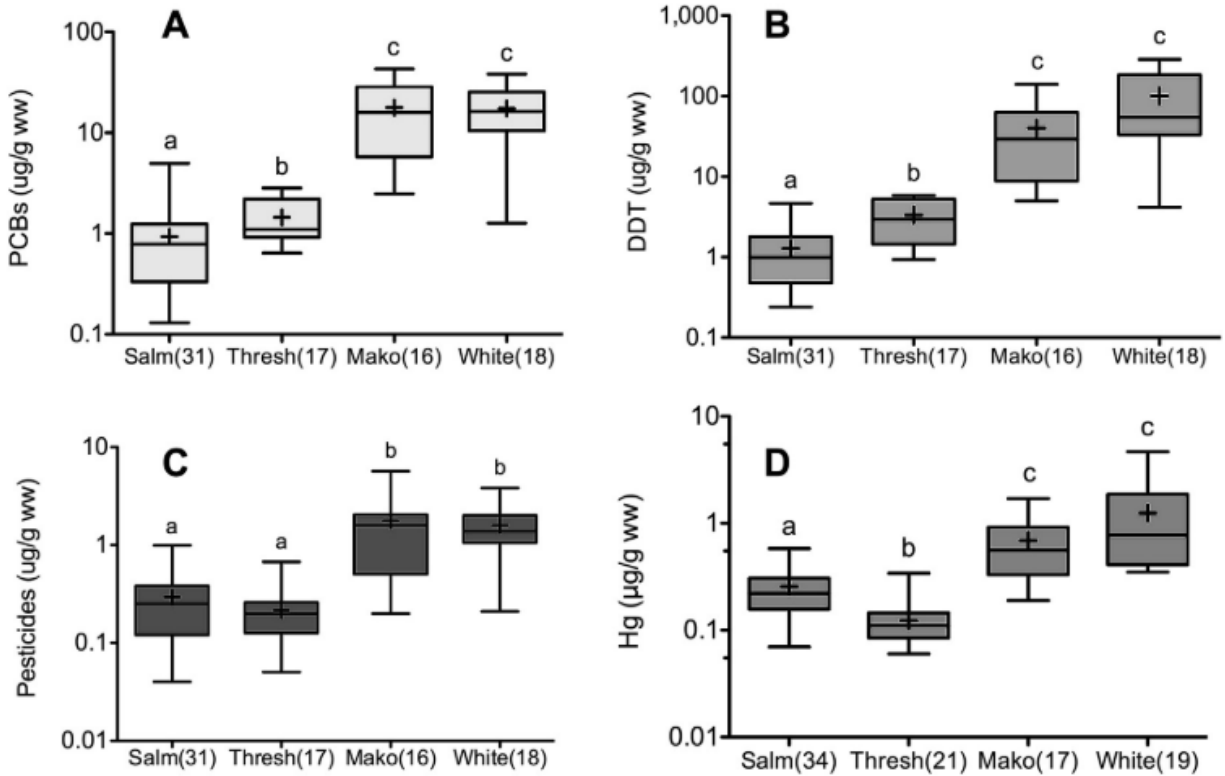 A
PCBs (ug/g ww)
100
10
1
0.1
a
b
c
c
Salm(31) Thresh(17) Mako(16) White(18)
B
DDT (ug/g ww)
1,000
100
10
1
0.1
a
b
c
c
Salm(31) Thresh(17) Mako(16) White(18)
C
Pesticides (ug/g ww)
10
1
0.1
0.01
a
a
b
b
Salm(31) Thresh(17) Mako(16) White(18)
D
Hg (µg/g ww)
10
1
0.1
0.01
a
b
c
c
Salm(34) Thresh(21) Mako(17) White(19)